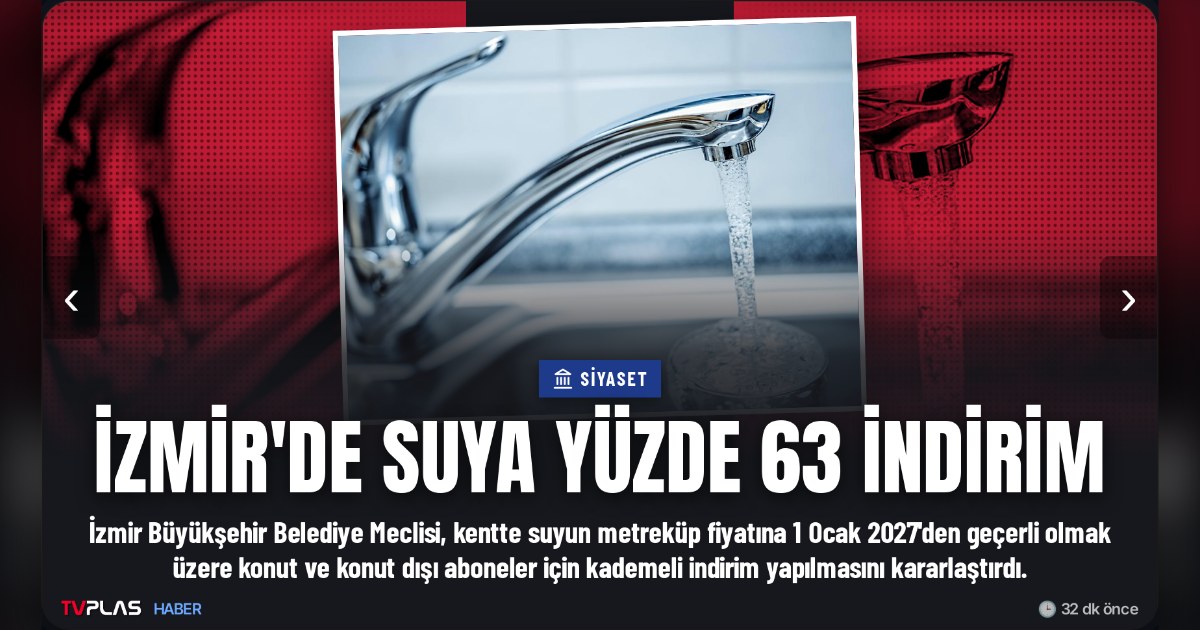 SİYASET
İZMİR'DE SUYA YÜZDE 63 İNDİRİM
İzmir Büyükşehir Belediye Meclisi, kentte suyun metreküp fiyatına 1 Ocak 2027'den geçerli olmak
üzere konut ve konut dışı aboneler için kademeli indirim yapılmasını kararlaştırdı.
TVPLAS HABER
32 dk önce